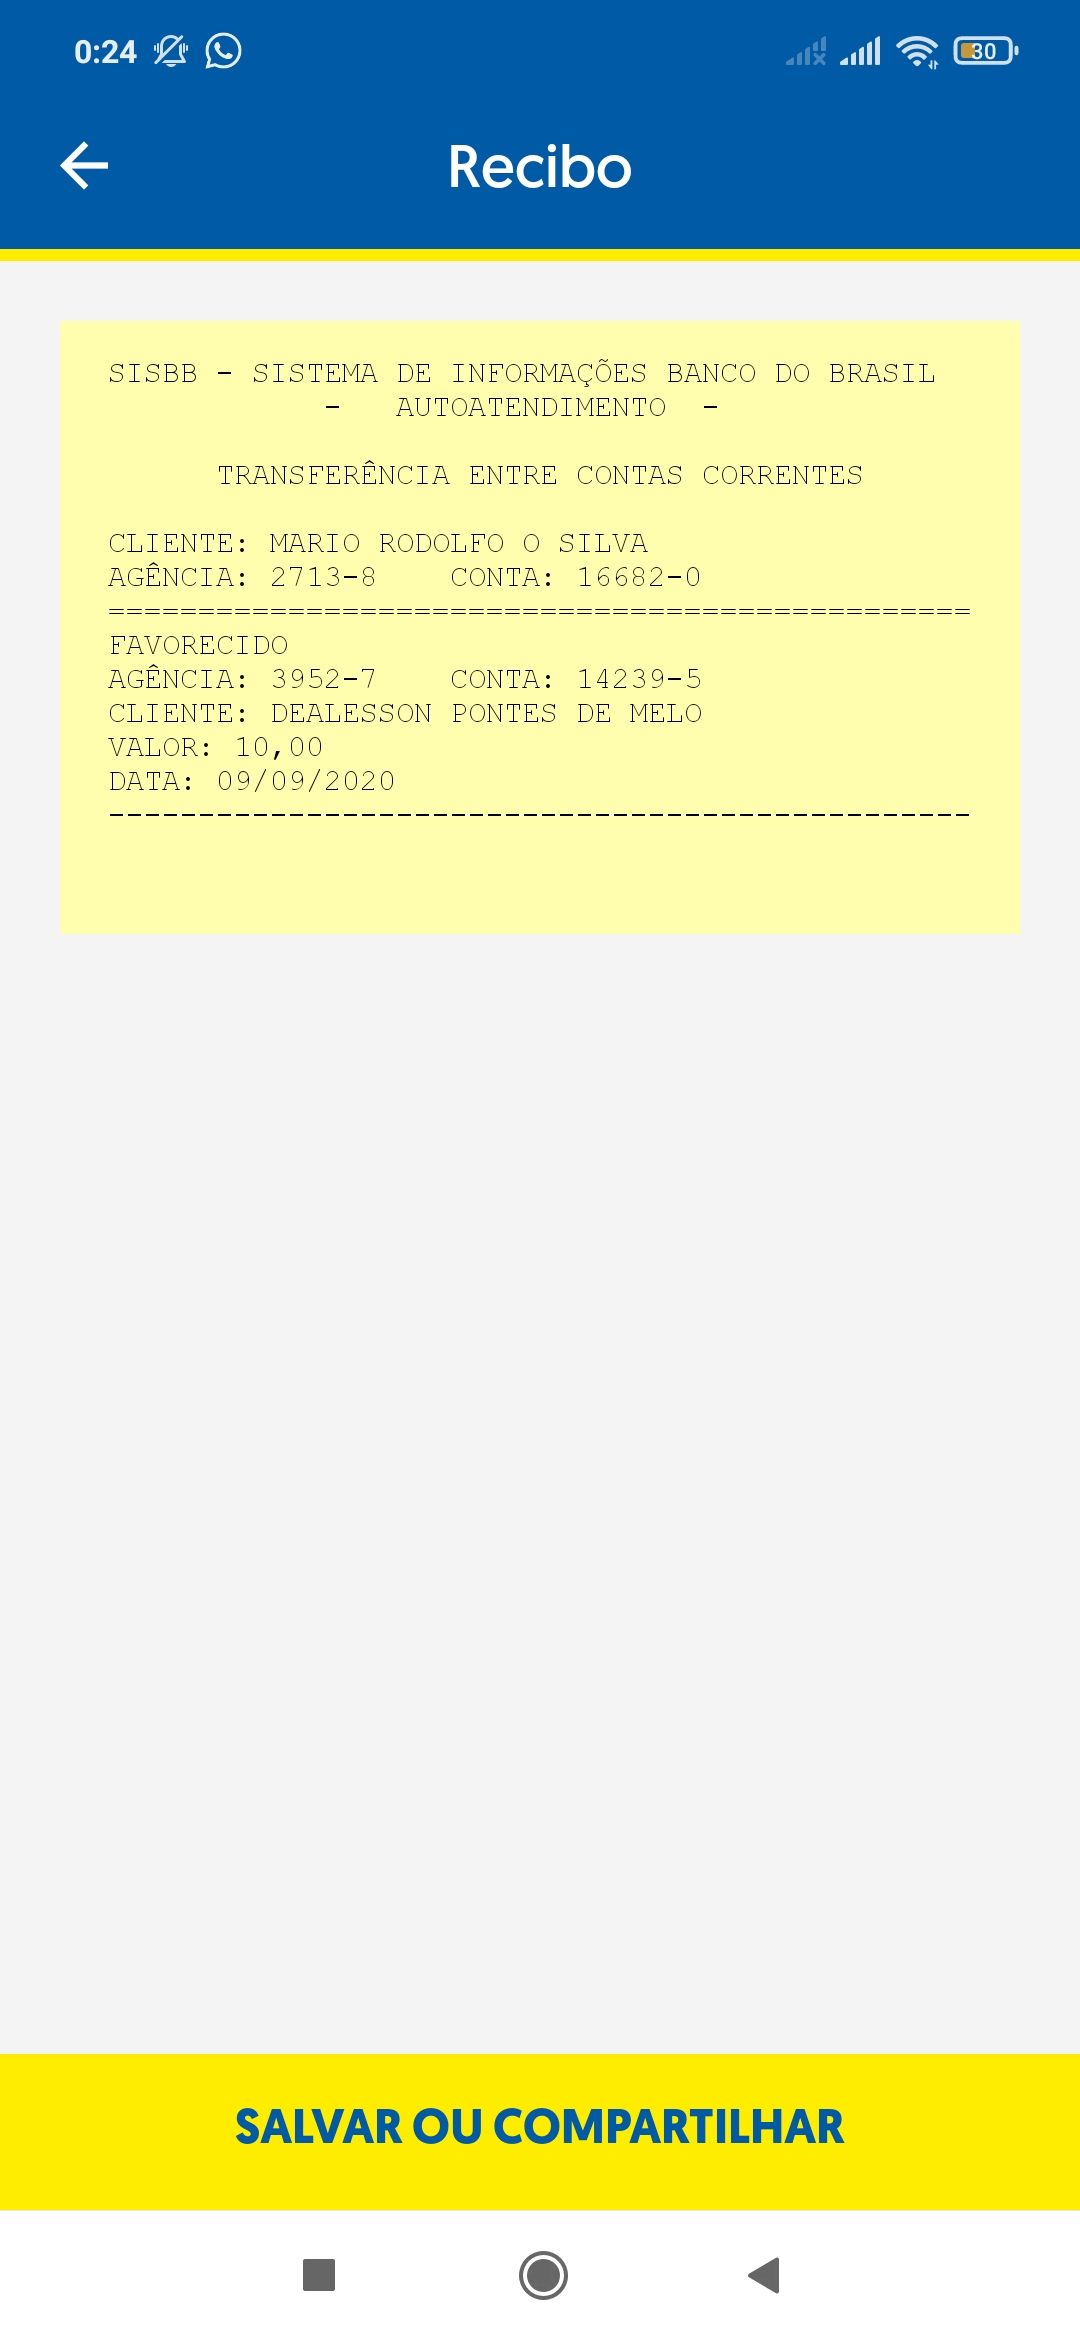 0:24
30
Recibo
SISBB - SISTEMA DE INFORMAÇÕES BANCO DO BRASIL
- AUTOATENDIMENTO -
TRANSFERÊNCIA ENTRE CONTAS CORRENTES
CLIENTE: MARIO RODOLFO O SILVA
AGÊNCIA: 2713-8 CONTA: 16682-0
================================================
FAVORECIDO
AGÊNCIA: 3952-7 CONTA: 14239-5
CLIENTE: DEALESSON PONTES DE MELO
VALOR: 10,00
DATA: 09/09/2020
------------------------------------------------
SALVAR OU COMPARTILHAR